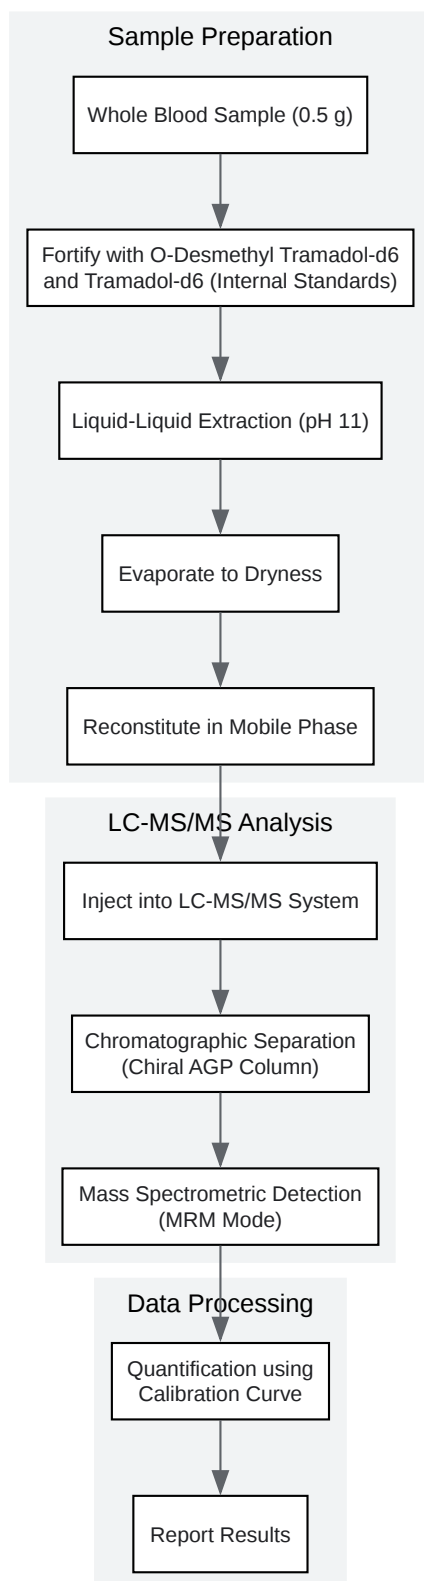 Sample Preparation
Whole Blood Sample (0.5 g)
Fortify with O-Desmethyl Tramadol-d6
and Tramadol-d6 (Internal Standards)
Liquid-Liquid Extraction (pH 11)
Evaporate to Dryness
Reconstitute in Mobile Phase
LC-MS/MS Analysis
Inject into LC-MS/MS System
Chromatographic Separation
(Chiral AGP Column)
Mass Spectrometric Detection
(MRM Mode)
Data Processing
Quantification using
Calibration Curve
Report Results